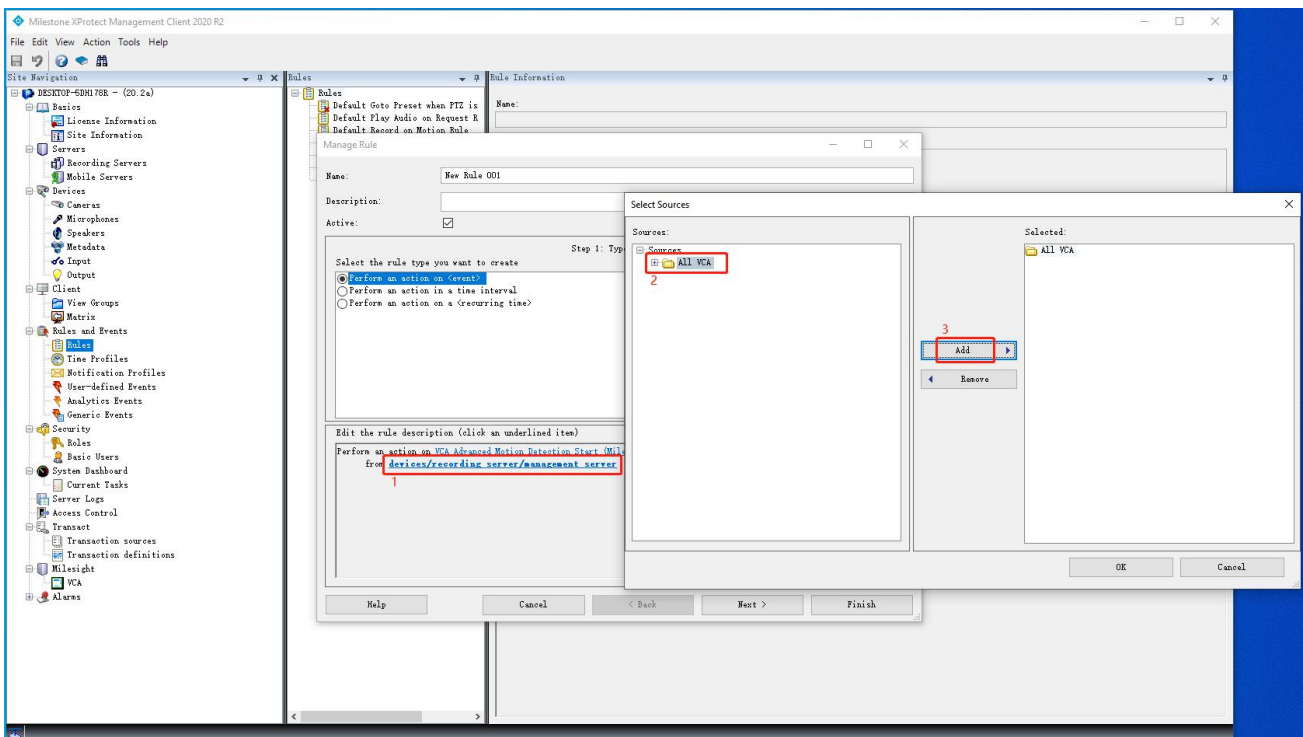 Milestone XProtect Management Client 2020 R2
File Edit View Action Tools Help
Site Navigation
DESKTOP-5DH178R - (20.2a)
Basics
License Information
Site Information
Servers
Recording Servers
Mobile Servers
Devices
Cameras
Microphones
Speakers
Metadata
Input
Output
Client
View Groups
Matrix
Rules and Events
Rules
Time Profiles
Notification Profiles
User-defined Events
Analytics Events
Generic Events
Security
Roles
Basic Users
System Dashboard
Current Tasks
Server Logs
Access Control
Transact
Transaction sources
Transaction definitions
Milesight
VCA
Alarms
Rules
Rules
Default Goto Preset when PTZ is
Default Play Audio on Request R
Default Record on Motion Rule
Rule Information
Name:
Manage Rule
Name: New Rule 001
Description:
Active:
Step 1: Typ
Select the rule type you want to create
Perform an action on <event>
Perform an action in a time interval
Perform an action on a <recurring time>
Edit the rule description (click an underlined item)
Perform an action on VCA Advanced Motion Detection Start (Mile
from devices/recording server/management server
1
Help Cancel < Back Next > Finish
Select Sources
Sources:
Sources
All VCA
2
3
Add
Remove
Selected:
All VCA
OK Cancel